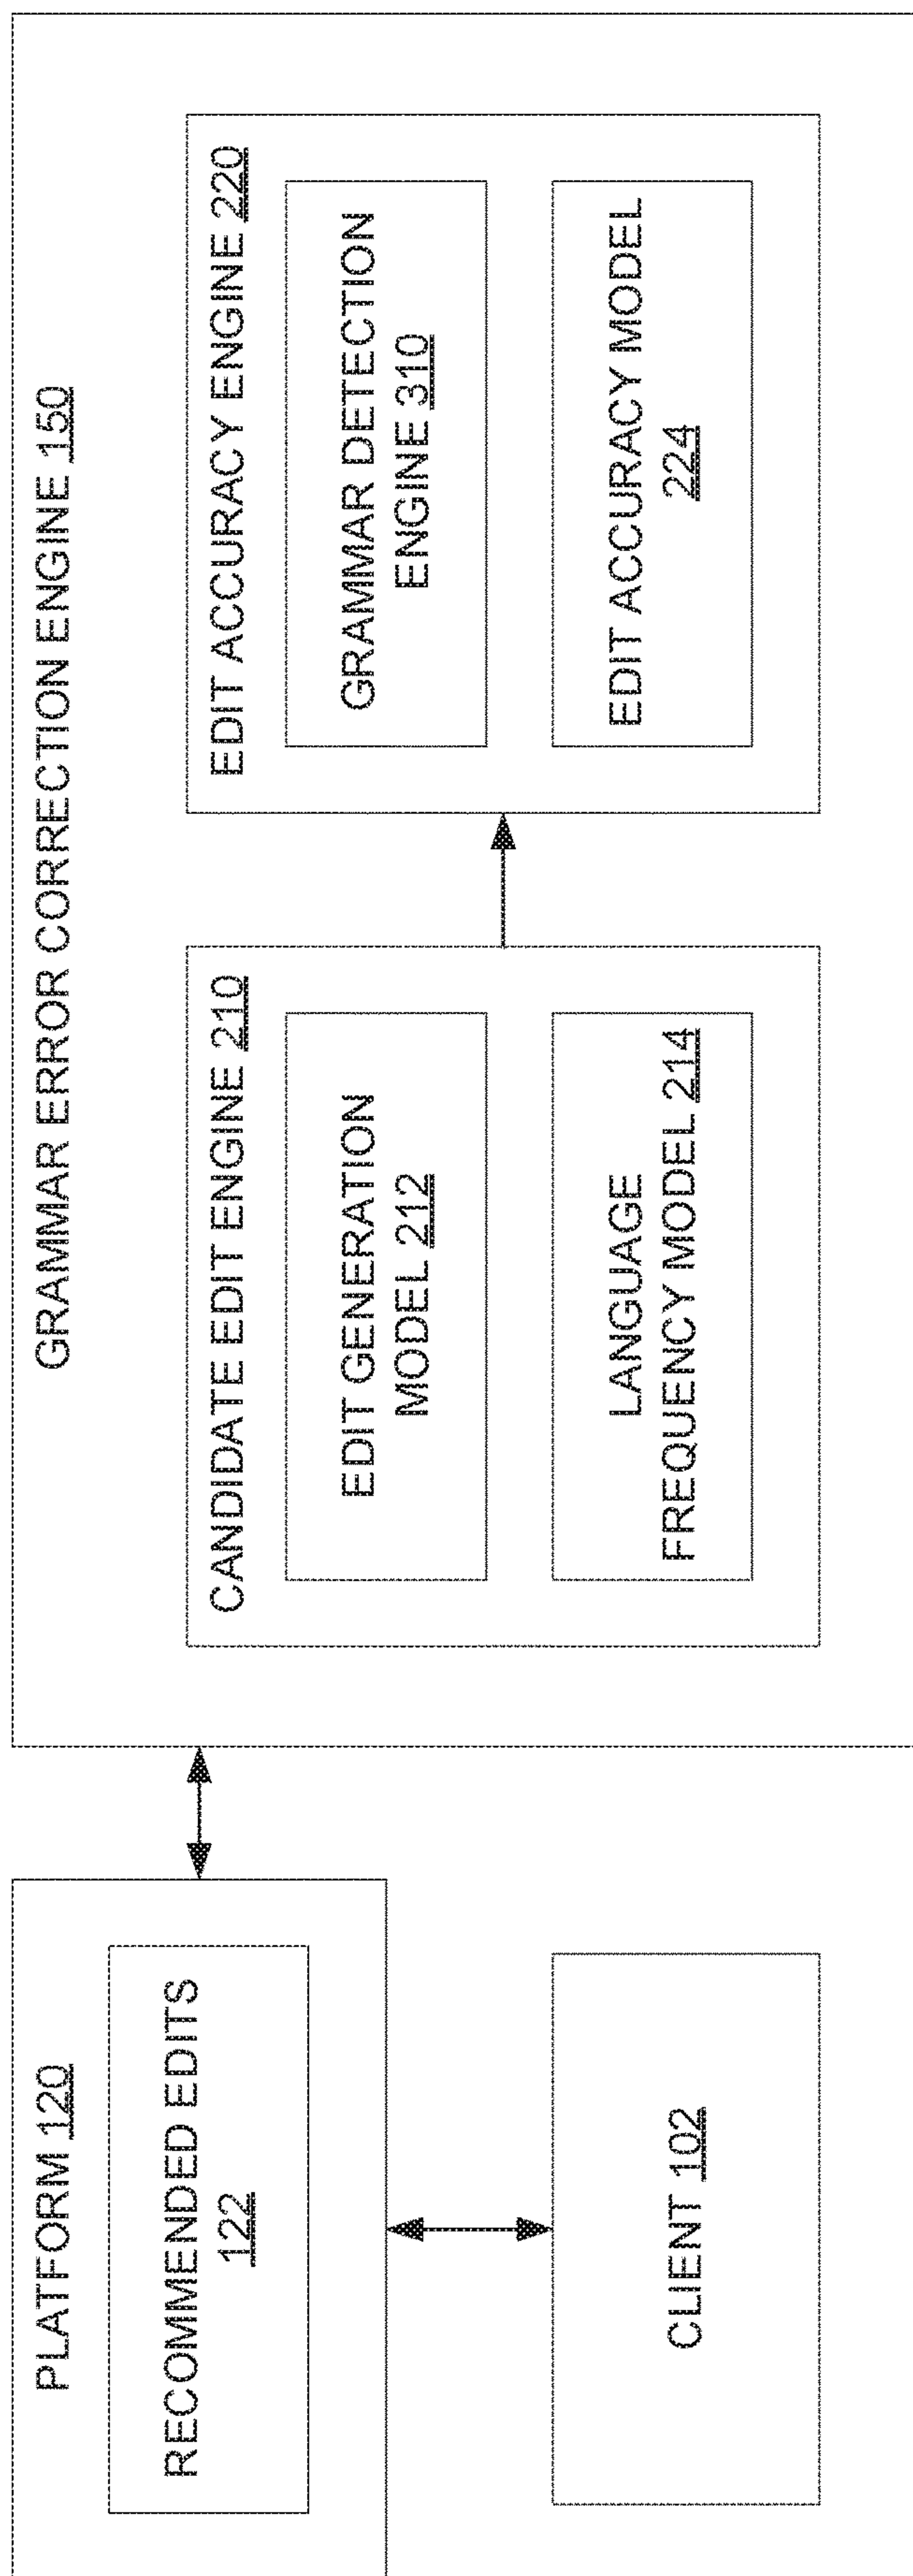 PLATFORM 120
RECOMMENDED EDITS
122
CLIENT 102
GRAMMAR ERROR CORRECTION ENGINE 150
CANDIDATE EDIT ENGINE 210
EDIT GENERATION
MODEL 212
LANGUAGE
FREQUENCY MODEL 214
EDIT ACCURACY ENGINE 220
GRAMMAR DETECTION
ENGINE 310
EDIT ACCURACY MODEL
224